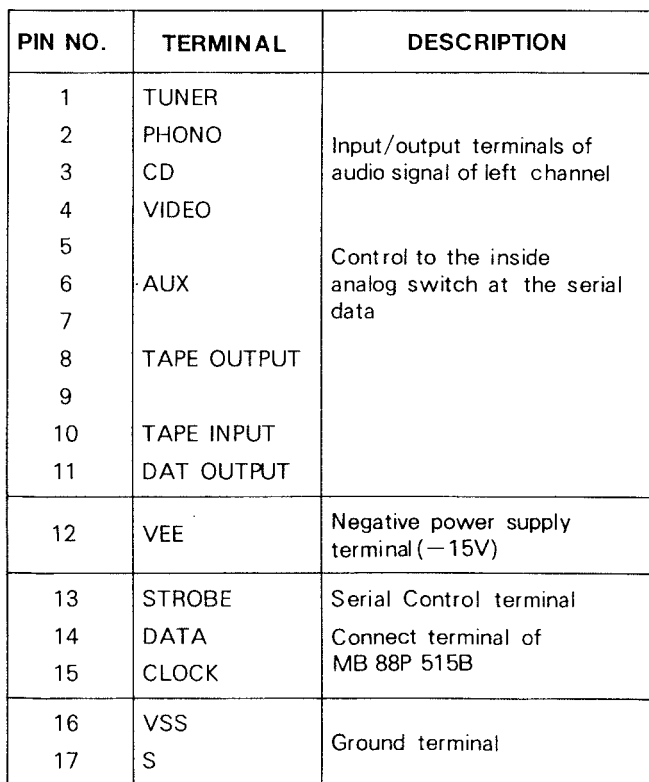 PIN NO. TERMINAL DESCRIPTION
1 TUNER
2 PHONO
Input/output terminals of
3 CD
audio signal of left channel
4 VIDEO
5
Control to the inside
6 AUX
analog switch at the serial
7
data
8 TAPE OUTPUT
9
10 TAPE INPUT
11 DAT OUTPUT
Negative power supply
12 VEE
terminal (−15V)
13 STROBE Serial Control terminal
14 DATA Connect terminal of
15 CLOCK MB 88P 515B
16 VSS
Ground terminal
17 S